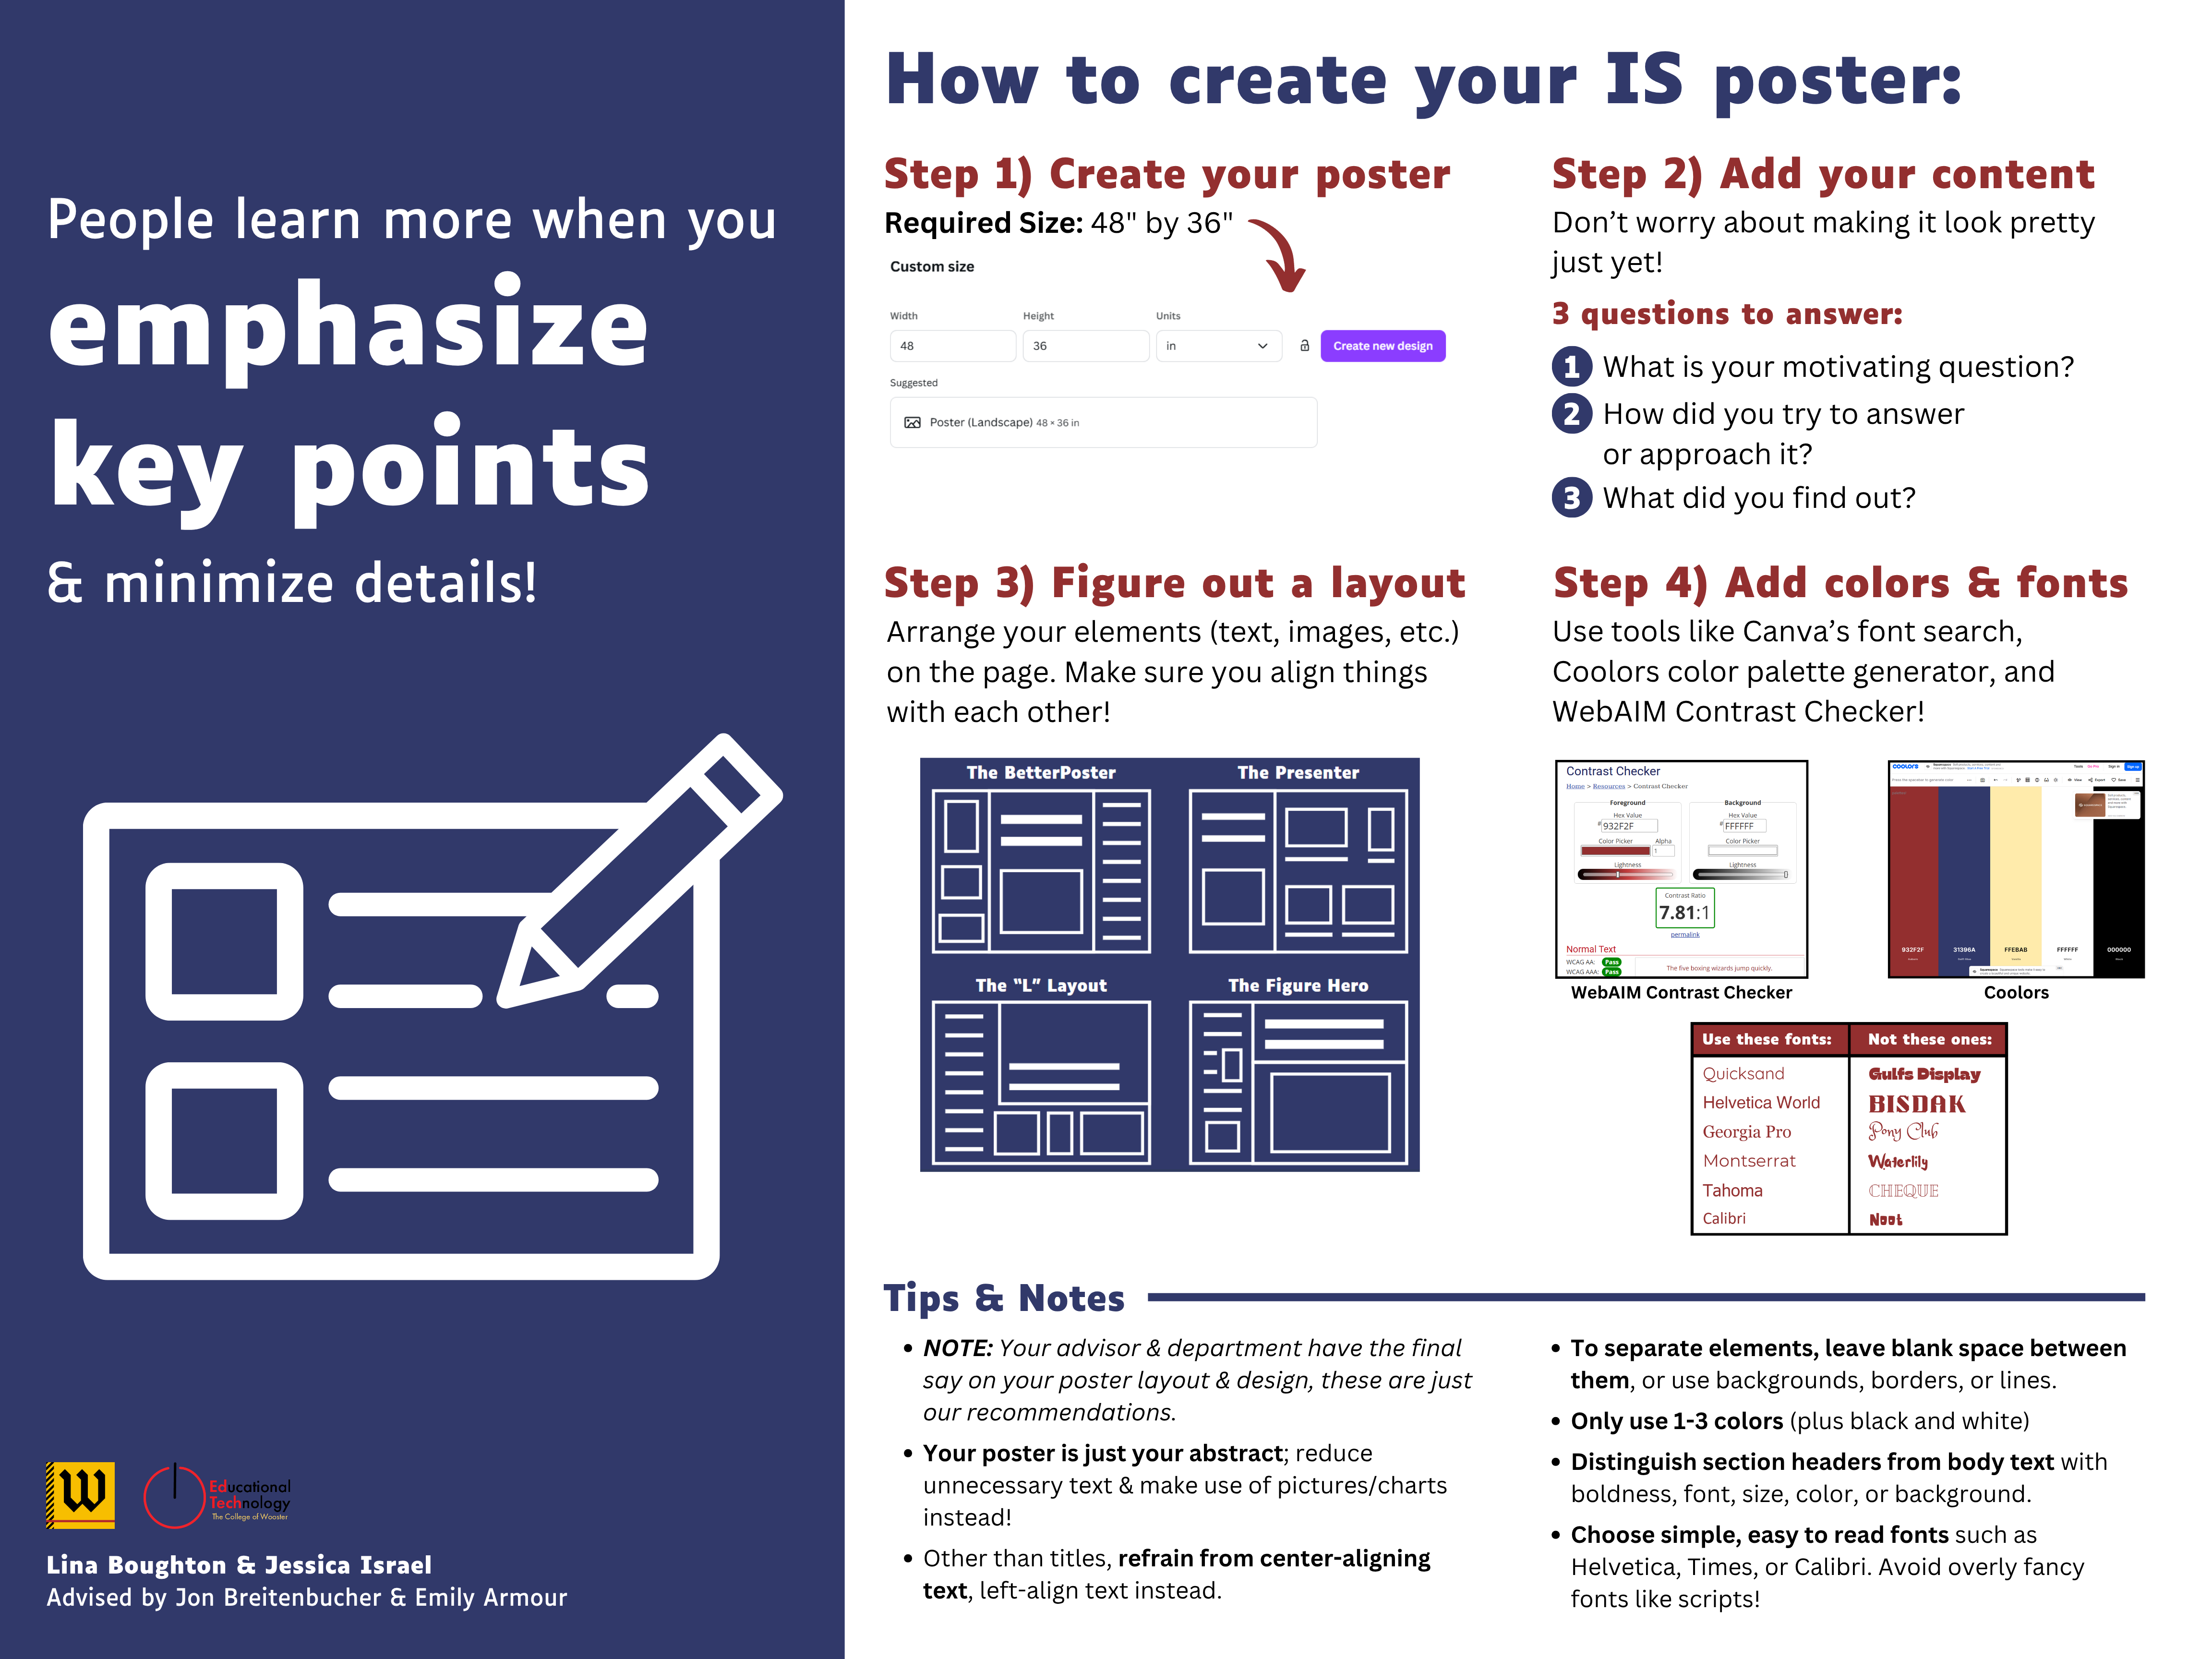 People learn more when you
emphasize
key points
& minimize details!
W
Educational
Technology
The College of Wooster
Lina Boughton & Jessica Israel
Advised by Jon Breitenbucher & Emily Armour
How to create your IS poster:
Step 1) Create your poster
Required Size: 48" by 36"
Custom size
Width Height Units
48 36 in Create new design
Suggested
Poster (Landscape) 48 × 36 in
Step 2) Add your content
Don’t worry about making it look pretty
just yet!
3 questions to answer:
1 What is your motivating question?
2 How did you try to answer
or approach it?
3 What did you find out?
Step 3) Figure out a layout
Arrange your elements (text, images, etc.)
on the page. Make sure you align things
with each other!
The BetterPoster The Presenter
The “L” Layout The Figure Hero
Step 4) Add colors & fonts
Use tools like Canva’s font search,
Coolors color palette generator, and
WebAIM Contrast Checker!
Contrast Checker
Home > Resources > Contrast Checker
Foreground Background
Hex Value Hex Value
#932F2F #FFFFFF
Color Picker Alpha Color Picker
1
Lightness Lightness
Contrast Ratio
7.81:1
permalink
Normal Text
WCAG AA: Pass
WCAG AAA: Pass
The five boxing wizards jump quickly.
WebAIM Contrast Checker
COOLORS
Tools Go Pro Sign in Sign up
View Export Save
932F2F 31396A FFEBAB FFFFFF 000000
Coolors
Use these fonts: Not these ones:
Quicksand Gulfs Display
Helvetica World BISDAK
Georgia Pro Pony Club
Montserrat Waterlily
Tahoma CHEQUE
Calibri Noot
Tips & Notes
• NOTE: Your advisor & department have the final
say on your poster layout & design, these are just
our recommendations.
• Your poster is just your abstract; reduce
unnecessary text & make use of pictures/charts
instead!
• Other than titles, refrain from center-aligning
text, left-align text instead.
• To separate elements, leave blank space between
them, or use backgrounds, borders, or lines.
• Only use 1-3 colors (plus black and white)
• Distinguish section headers from body text with
boldness, font, size, color, or background.
• Choose simple, easy to read fonts such as
Helvetica, Times, or Calibri. Avoid overly fancy
fonts like scripts!